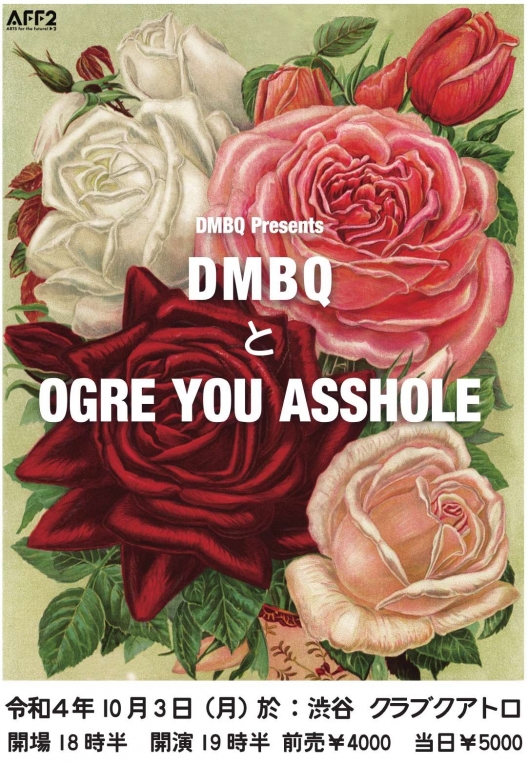 AFF2
ARTS for the future! ▶2
DMBQ Presents
DMBQ
と
OGRE YOU ASSHOLE
令和4年10月3日（月）於：渋谷 クラブクアトロ
開場18時半 開演19時半 前売¥4000 当日¥5000